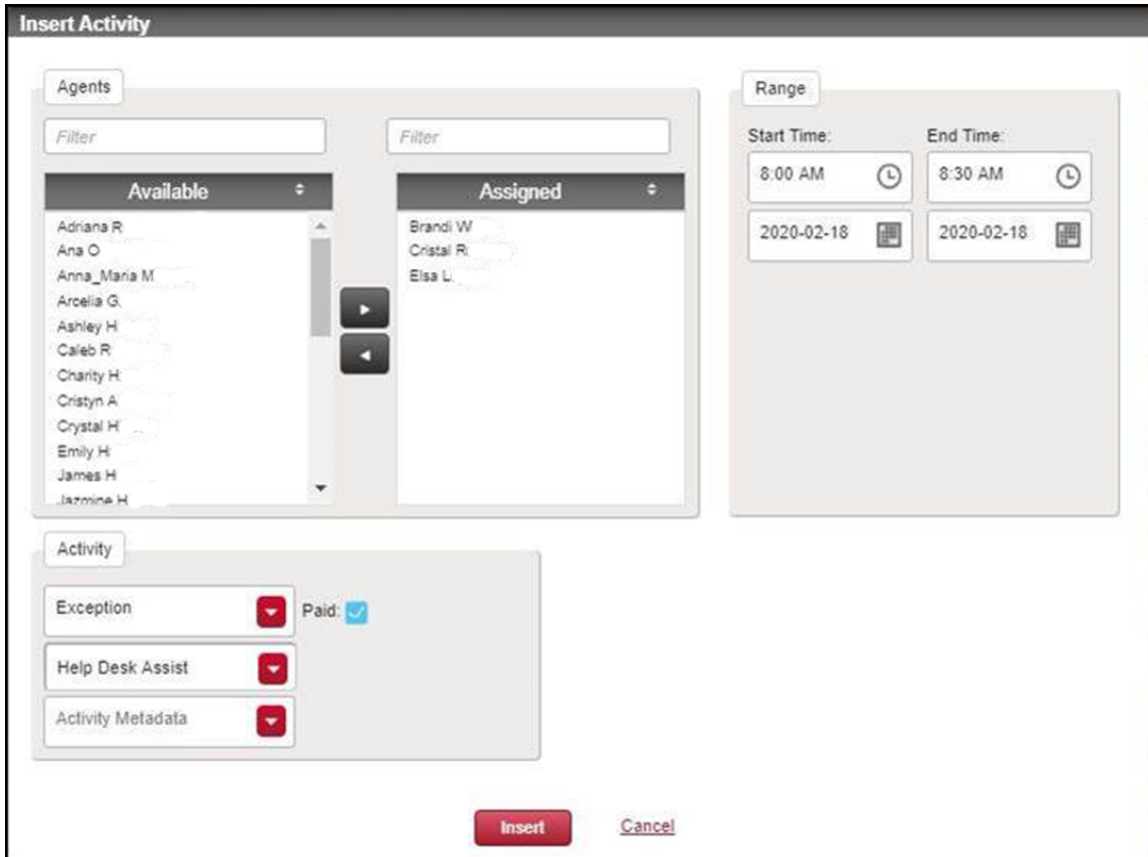 Insert Activity
Agents
Range
Filter
Filter
Start Time:
End Time:
8:00 AM
8:30 AM
2020-02-18
2020-02-18
Available
Assigned
Adriana R
Ana O
Anna_Maria M
Arcelia G.
Ashley H
Caleb R
Charity H
Cristyn A
Crystal H
Emily H
James H
Jazmine H
Brandi W
Cristal R
Elsa L
Activity
Exception
Paid:
Help Desk Assist
Activity Metadata
Insert
Cancel